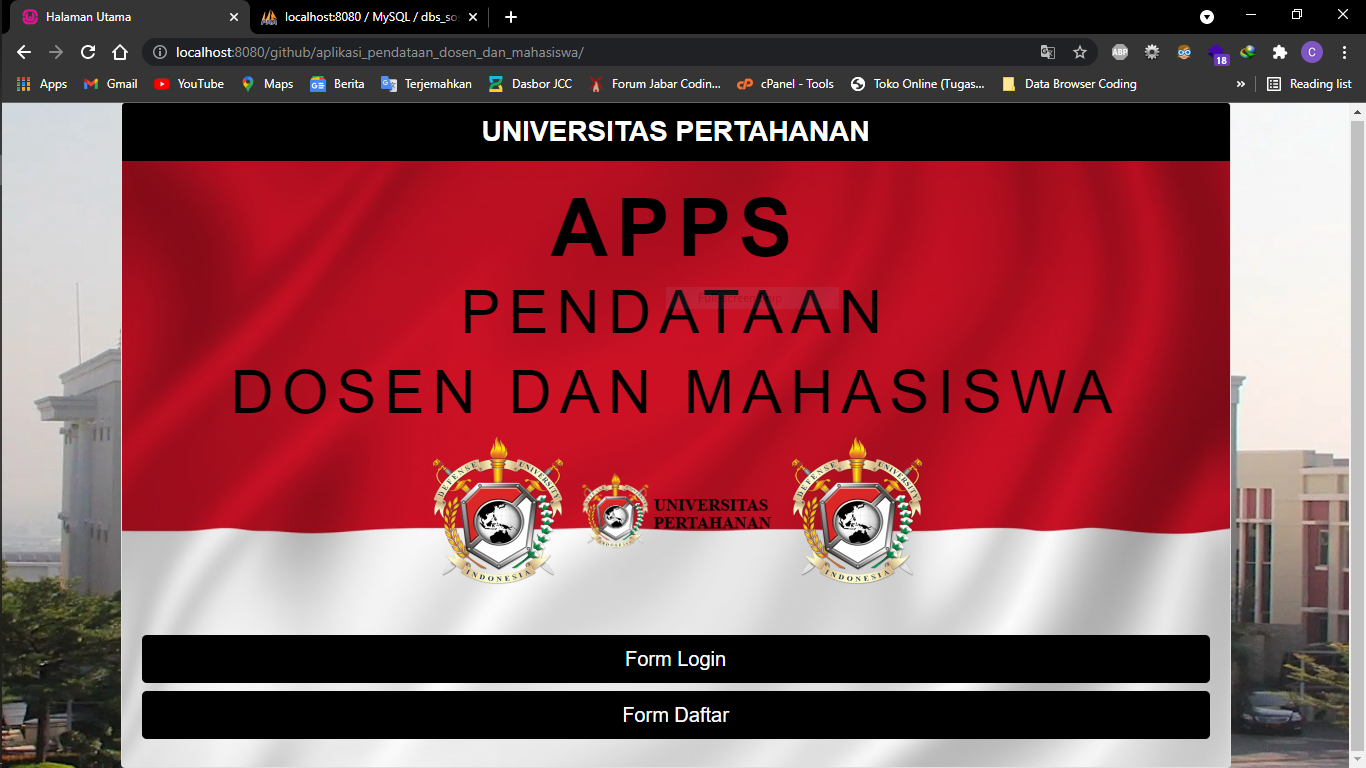 Halaman Utama
localhost:8080 / MySQL / dbs_so
localhost:8080/github/aplikasi_pendataan_dosen_dan_mahasiswa/
ABP
18
C
Apps Gmail YouTube Maps Berita Terjemahkan Dasbor JCC Forum Jabar Codin... cPanel - Tools Toko Online (Tugas... Data Browser Coding » Reading list
UNIVERSITAS PERTAHANAN
APPS
PENDATAAN
DOSEN DAN MAHASISWA
DEFENSE UNIVERSITY
INDONESIA
UNIVERSITAS
PERTAHANAN
DEFENSE UNIVERSITY
INDONESIA
Form Login
Form Daftar